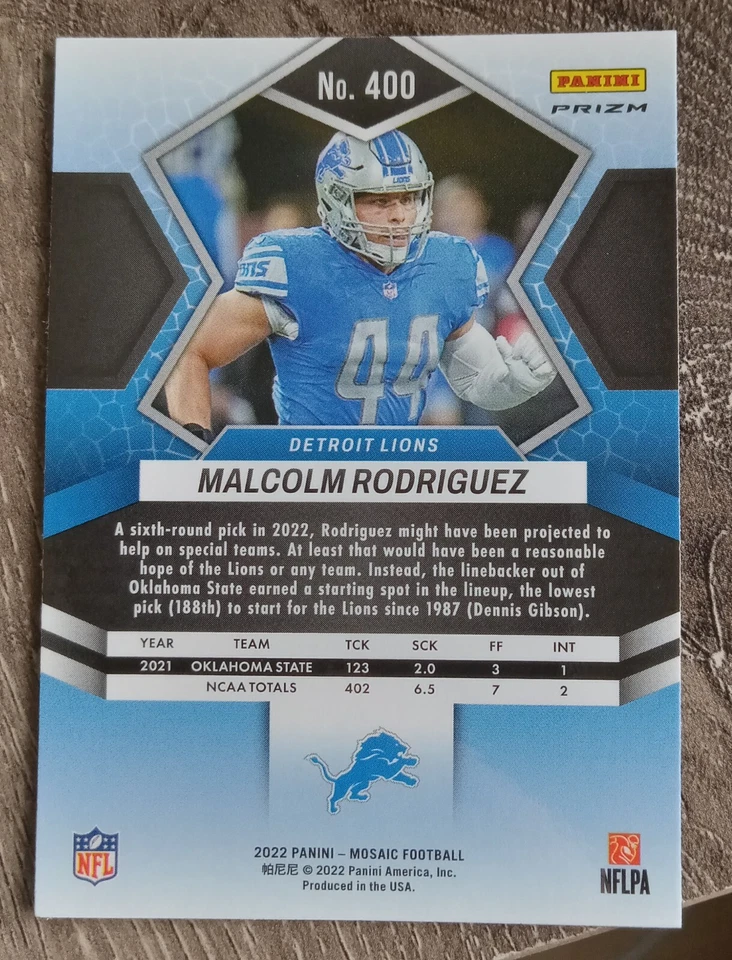 No. 400
PANINI
PRIZM
LIONS
44
DETROIT LIONS
MALCOLM RODRIGUEZ
A sixth-round pick in 2022, Rodriguez might have been projected to
help on special teams. At least that would have been a reasonable
hope of the Lions or any team. Instead, the linebacker out of
Oklahoma State earned a starting spot in the lineup, the lowest
pick (188th) to start for the Lions since 1987 (Dennis Gibson).
YEAR TEAM TCK SCK FF INT
2021 OKLAHOMA STATE 123 2.0 3 1
NCAA TOTALS 402 6.5 7 2
2022 PANINI – MOSAIC FOOTBALL
帕尼尼 © 2022 Panini America, Inc.
Produced in the USA.
NFL
NFLPA